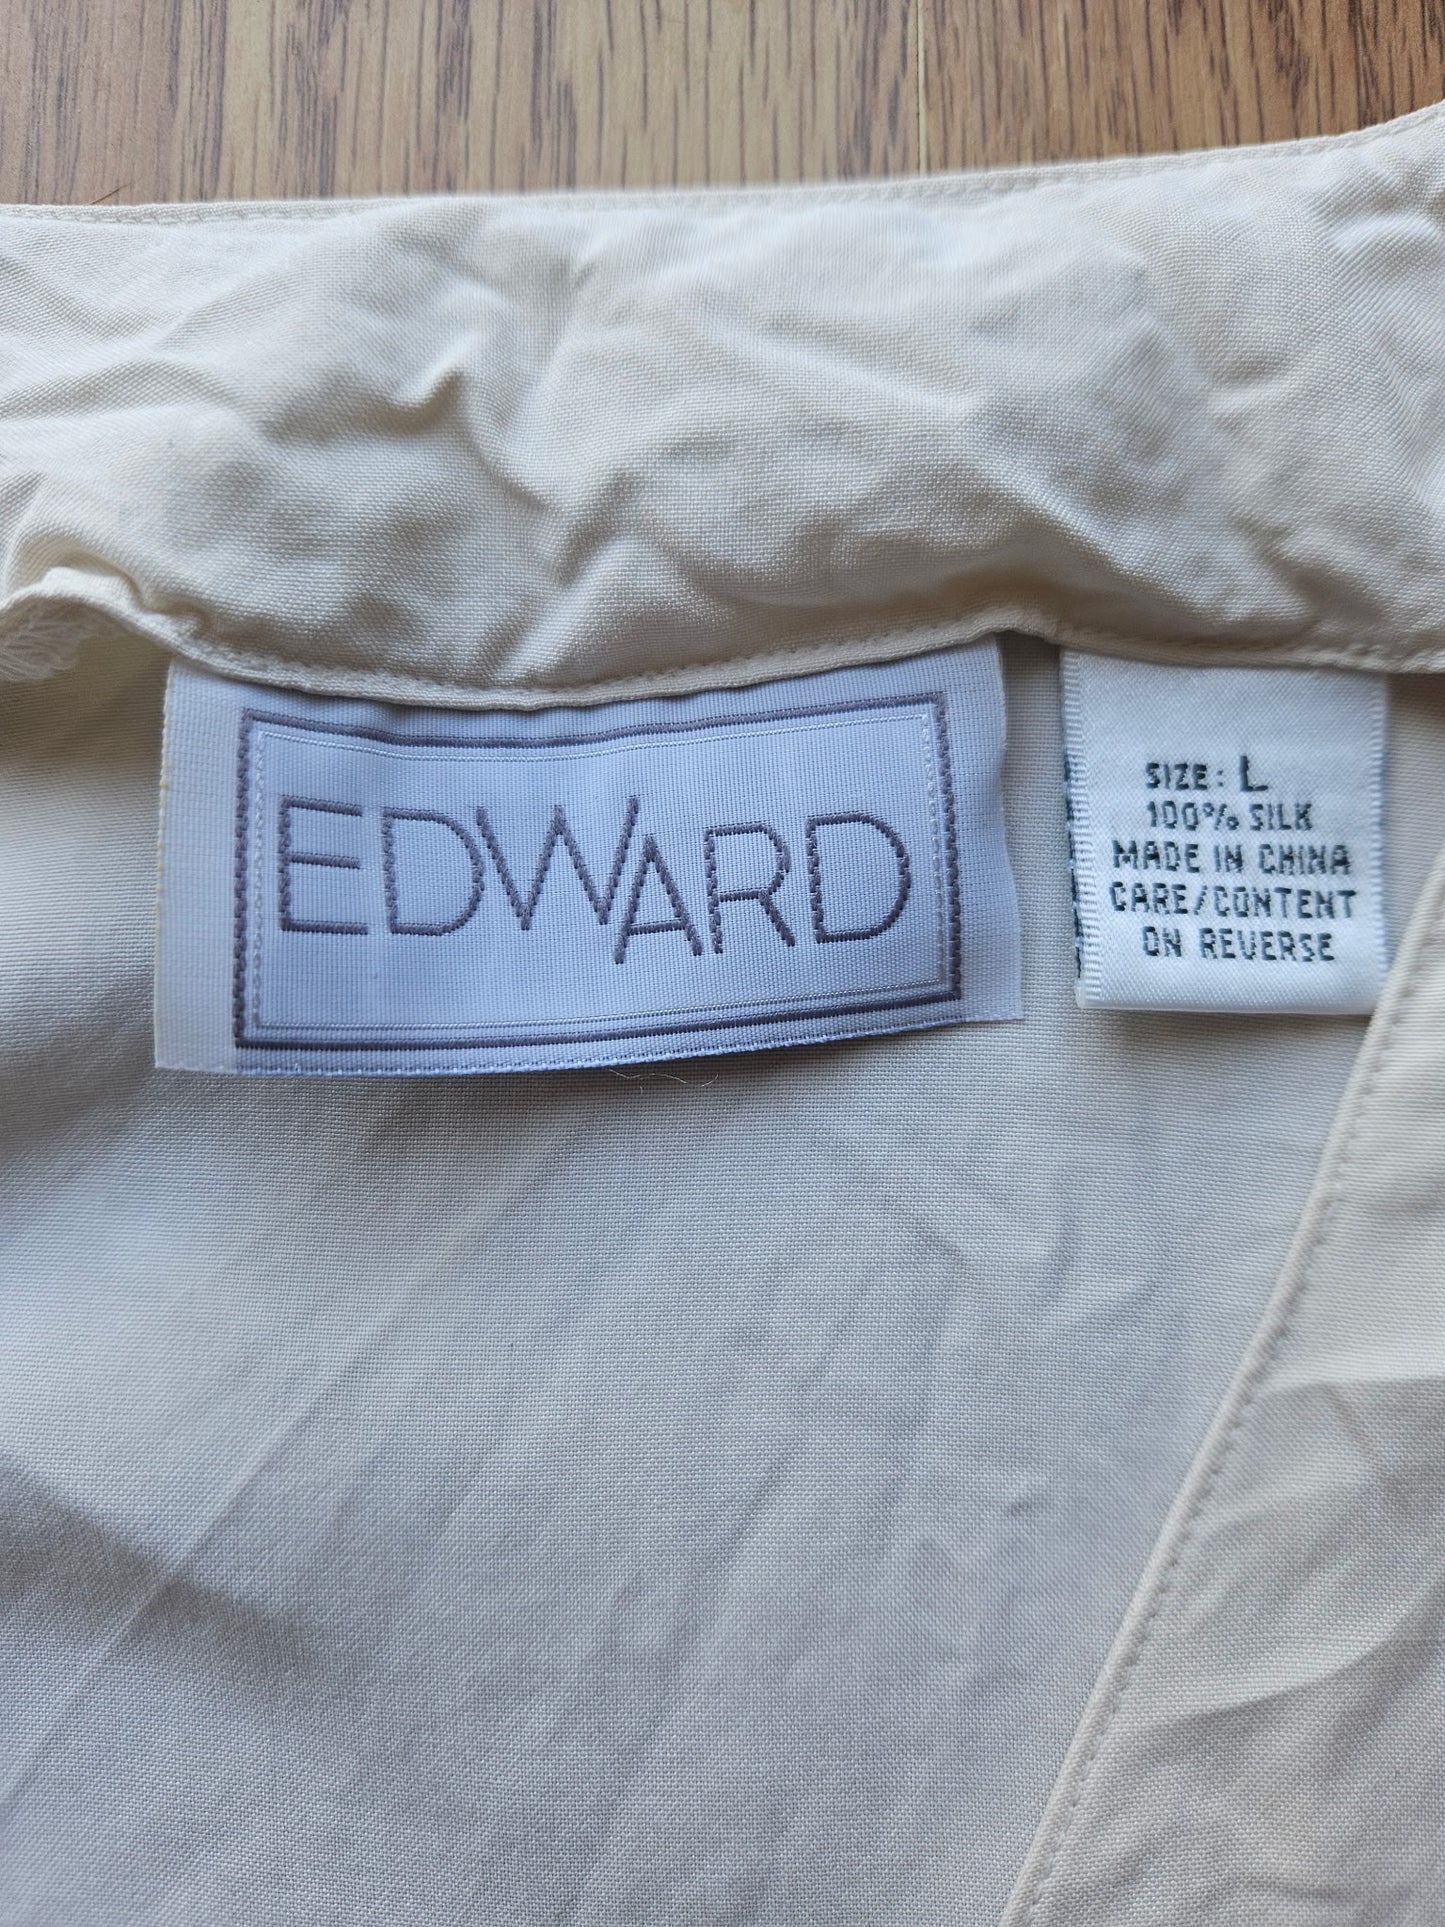 EDWARD
SIZE: L
100% SILK
MADE IN CHINA
CARE/CONTENT
ON REVERSE